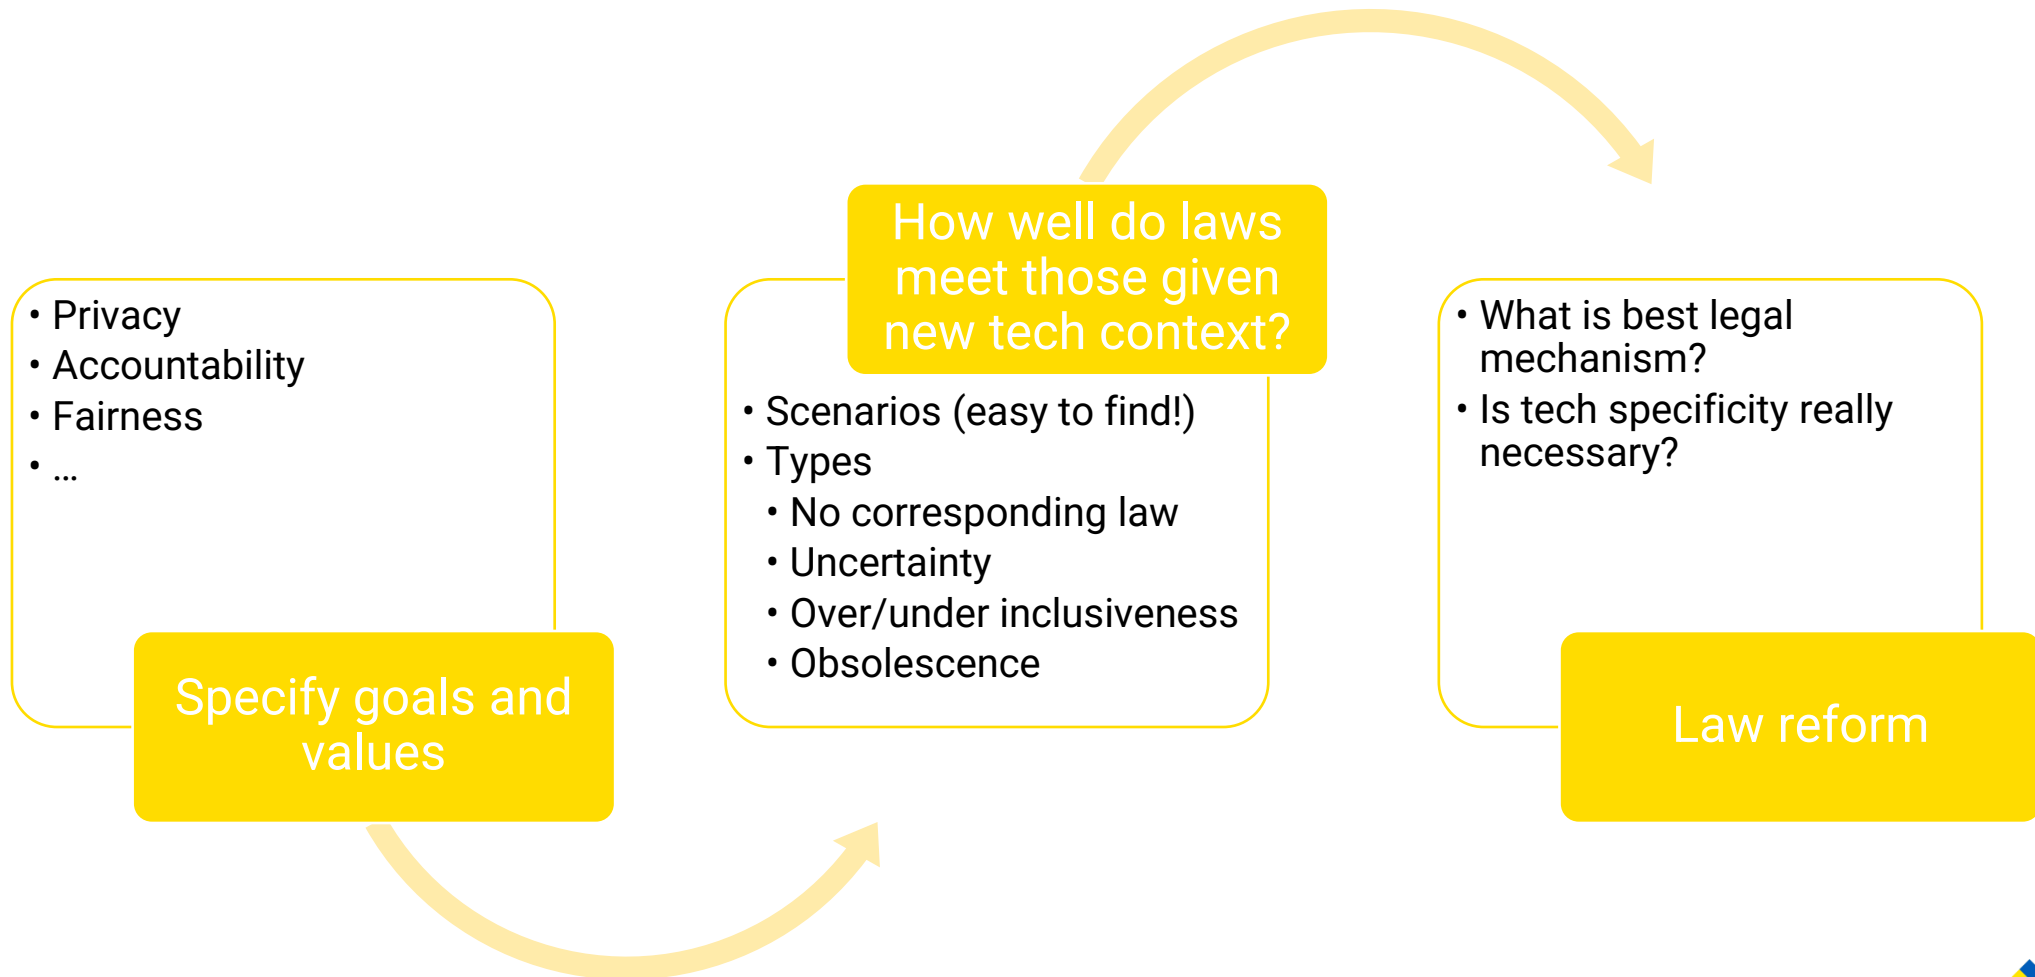 • Privacy
• Accountability
• Fairness
• ...
Specify goals and
values
How well do laws
meet those given
new tech context?
• Scenarios (easy to find!)
• Types
• No corresponding law
• Uncertainty
• Over/under inclusiveness
• Obsolescence
• What is best legal
mechanism?
• Is tech specificity really
necessary?
Law reform